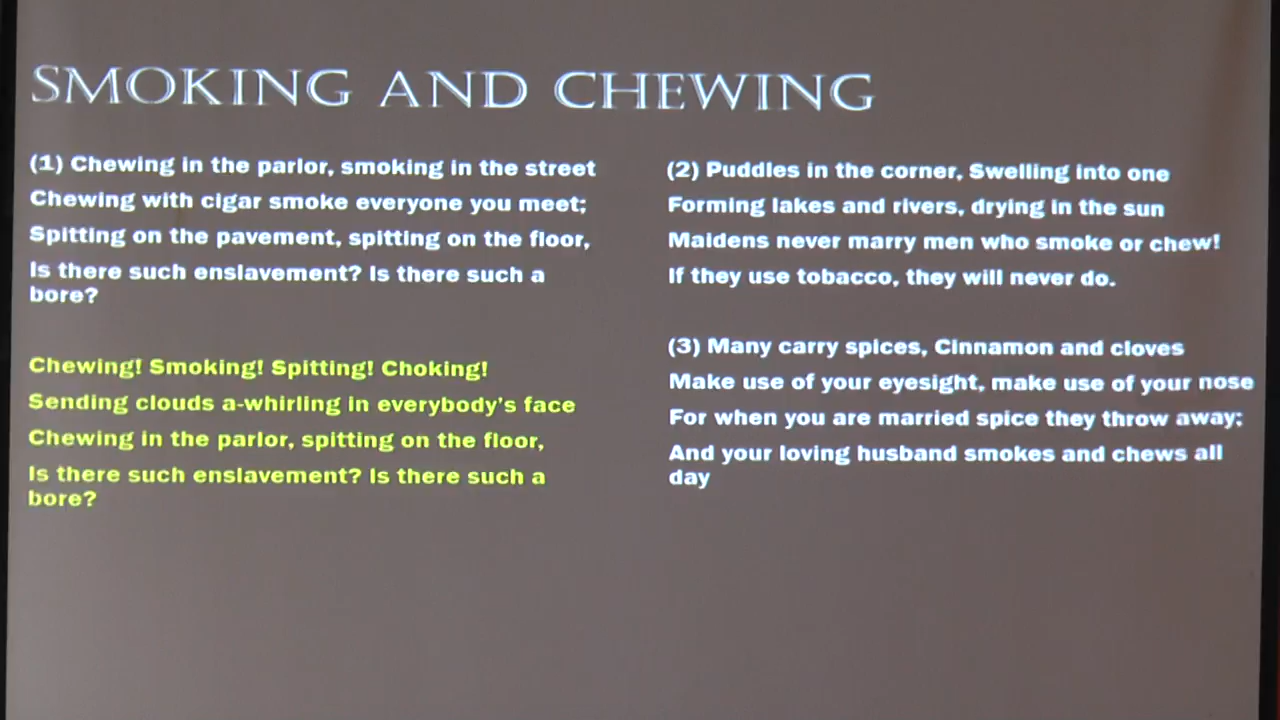 SMOKING AND CHEWING
(1) Chewing in the parlor, smoking in the street
Chewing with cigar smoke everyone you meet;
Spitting on the pavement, spitting on the floor,
Is there such enslavement? Is there such a
bore?
Chewing! Smoking! Spitting! Choking!
Sending clouds a-whirling in everybody's face
Chewing in the parlor, spitting on the floor,
Is there such enslavement? Is there such a
bore?
(2) Puddles in the corner, Swelling into one
Forming lakes and rivers, drying in the sun
Maidens never marry men who smoke or chew!
If they use tobacco, they will never do.
(3) Many carry spices, Cinnamon and cloves
Make use of your eyesight, make use of your nose
For when you are married spice they throw away;
And your loving husband smokes and chews all
day